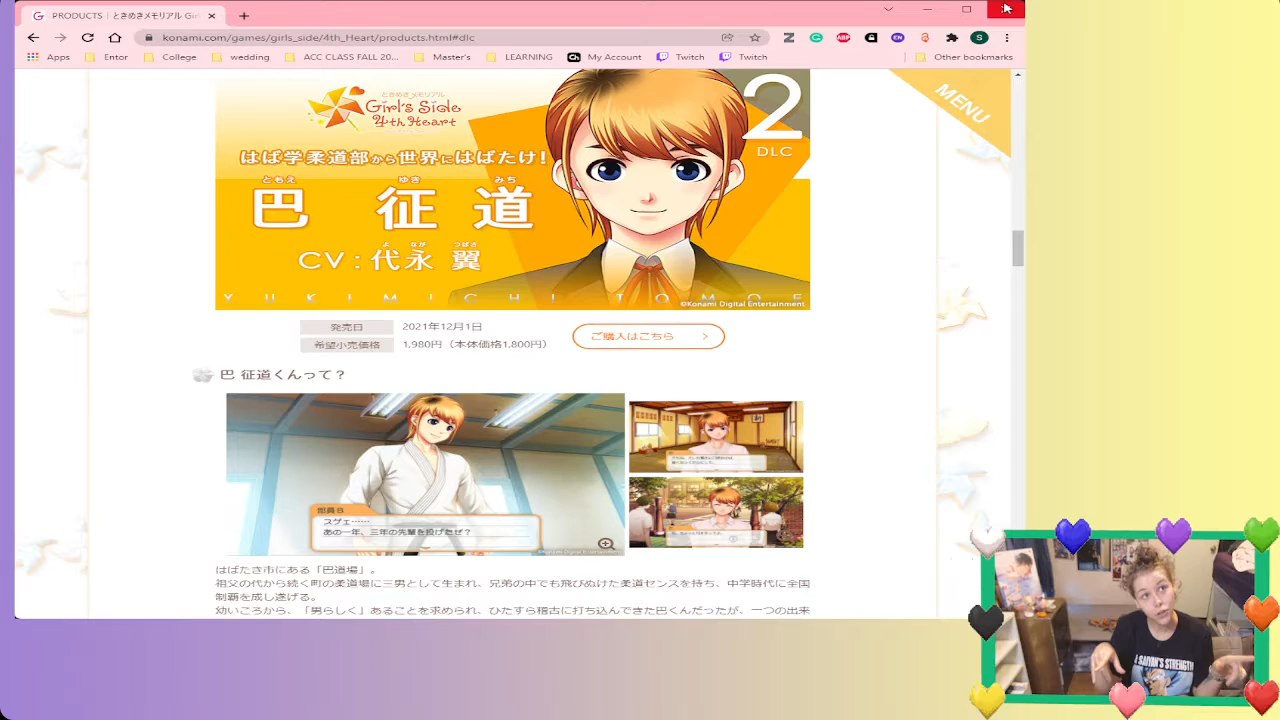 PRODUCTS | ときめきメモリアル Girl
konami.com/games/girls_side/4th_Heart/products.html#dlc
Apps Entor College wedding ACC CLASS FALL 20... Master's LEARNING My Account Twitch Twitch Other bookmarks
MENU
ときめきメモリアル
Girl's Side
4th Heart
2
DLC
はば学柔道部から世界にはばたけ!
ともえ ゆき みち
巴 征 道
よ なが つばさ
CV:代永 翼
YUKIMICHI TOMOE
©Konami Digital Entertainment
発売日 2021年12月1日
希望小売価格 1,980円（本体価格1,800円）
ご購入はこちら
巴 征道くんって？
部員B
スゲェ……
あの一年、三年の先輩を投げたぜ？
はばたき市にある「巴道場」。
祖父の代から続く町の柔道場に三男として生まれ、兄弟の中でも飛びぬけた柔道センスを持ち、中学時代に全国
制覇を成し遂げる。
幼いころから、「男らしく」あることを求められ、ひたすら稽古に打ち込んできた巴くんだったが、一つの出来
SAIYAN'S STRENGTH